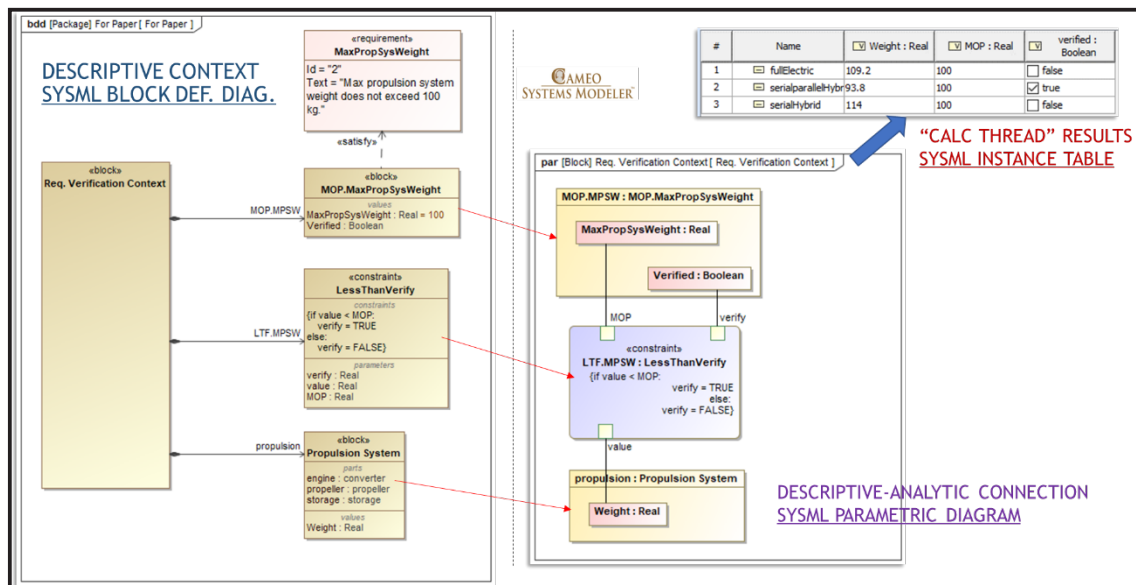 bdd [Package] For Paper [ For Paper ]
DESCRIPTIVE CONTEXT
SYSML BLOCK DEF. DIAG.
«requirement»
MaxPropSysWeight
Id = "2"
Text = "Max propulsion system
weight does not exceed 100
kg."
«satisfy»
«block»
Req. Verification Context
MOP.MPSW
«block»
MOP.MaxPropSysWeight
values
MaxPropSysWeight : Real = 100
Verified : Boolean
LTF.MPSW
«constraint»
LessThanVerify
constraints
{if value < MOP:
verify = TRUE
else:
verify = FALSE}
parameters
verify : Real
value : Real
MOP : Real
propulsion
«block»
Propulsion System
parts
engine : converter
propeller : propeller
storage : storage
values
Weight : Real
CAMEO
SYSTEMS MODELER™
# Name V Weight : Real V MOP : Real V verified :
Boolean
1 fullElectric 109.2 100 false
2 serialparallelHybr 93.8 100 true
3 serialHybrid 114 100 false
"CALC THREAD" RESULTS
SYSML INSTANCE TABLE
par [Block] Req. Verification Context [ Req. Verification Context ]
MOP.MPSW : MOP.MaxPropSysWeight
MaxPropSysWeight : Real
Verified : Boolean
MOP
verify
«constraint»
LTF.MPSW : LessThanVerify
{if value < MOP:
verify = TRUE
else:
verify = FALSE}
value
propulsion : Propulsion System
Weight : Real
DESCRIPTIVE-ANALYTIC CONNECTION
SYSML PARAMETRIC DIAGRAM